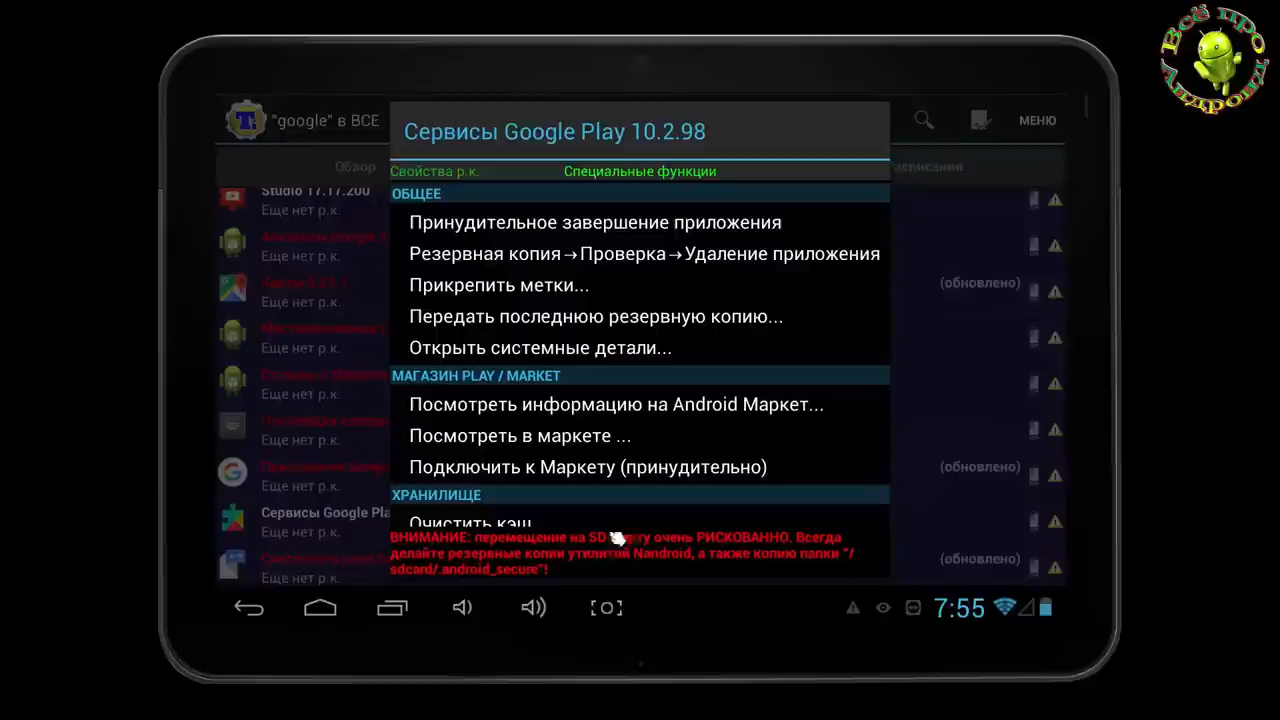 Всё про Андроид
"google" в ВСЕ
МЕНЮ
Сервисы Google Play 10.2.98
Обзор
Свойства р.к.
Специальные функции
ОБЩЕЕ
Studio 17.17.200
Еще нет р.к.
Принудительное завершение приложения
Еще нет р.к.
Резервная копия→Проверка→Удаление приложения
(обновлено)
Прикрепить метки...
Еще нет р.к.
Передать последнюю резервную копию...
Еще нет р.к.
Открыть системные детали...
МАГАЗИН PLAY / MARKET
Еще нет р.к.
Посмотреть информацию на Android Маркет...
Еще нет р.к.
Посмотреть в маркете ...
(обновлено)
Подключить к Маркету (принудительно)
Еще нет р.к.
ХРАНИЛИЩЕ
Сервисы Google Pla
Очистить кэш
Еще нет р.к.
ВНИМАНИЕ: перемещение на SD карту очень РИСКОВАННО. Всегда
делайте резервные копии утилитой Nandroid, а также копию папки "/
sdcard/.android_secure"!
(обновлено)
Еще нет р.к.
7:55